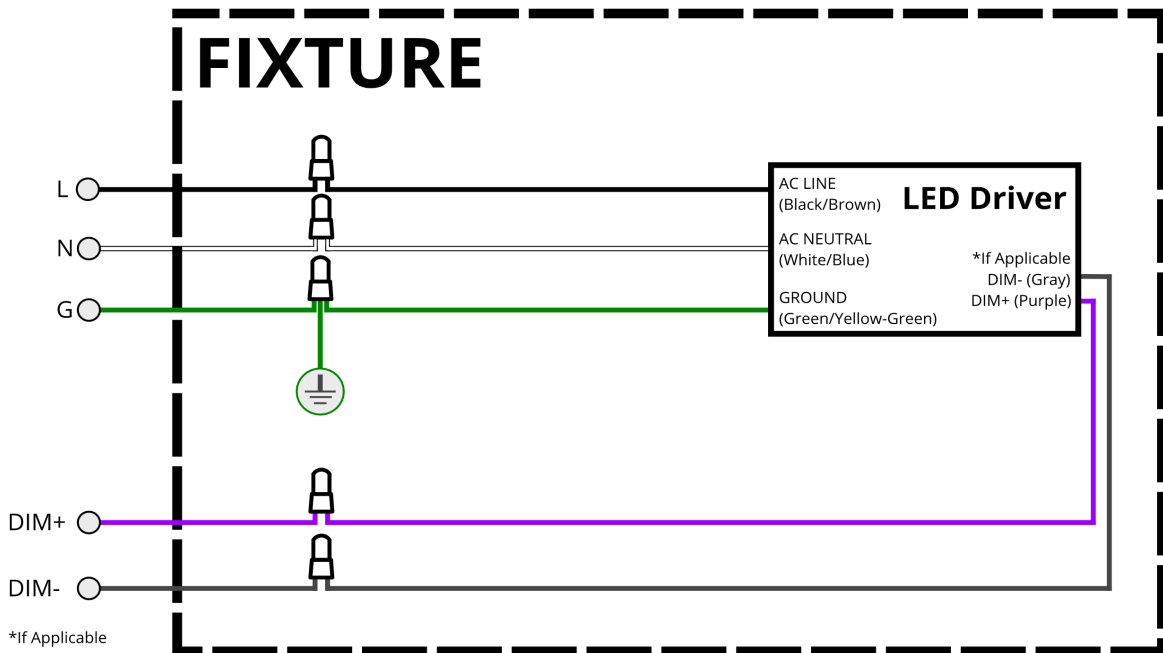 FIXTURE
L
AC LINE
(Black/Brown)
LED Driver
N
AC NEUTRAL
(White/Blue)
*If Applicable
DIM- (Gray)
DIM+ (Purple)
G
GROUND
(Green/Yellow-Green)
DIM+
DIM-
*If Applicable